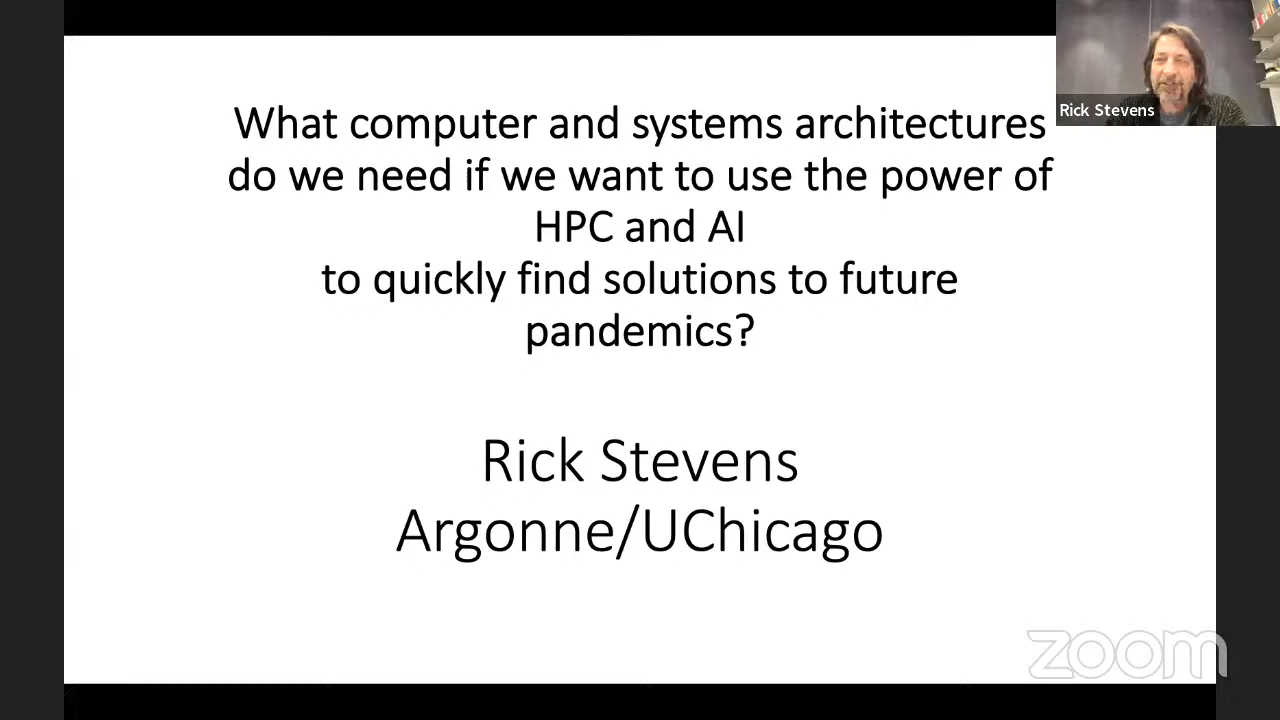 What computer and systems architectures
do we need if we want to use the power of
HPC and AI
to quickly find solutions to future
pandemics?
Rick Stevens
Argonne/UChicago
Rick Stevens
zoom